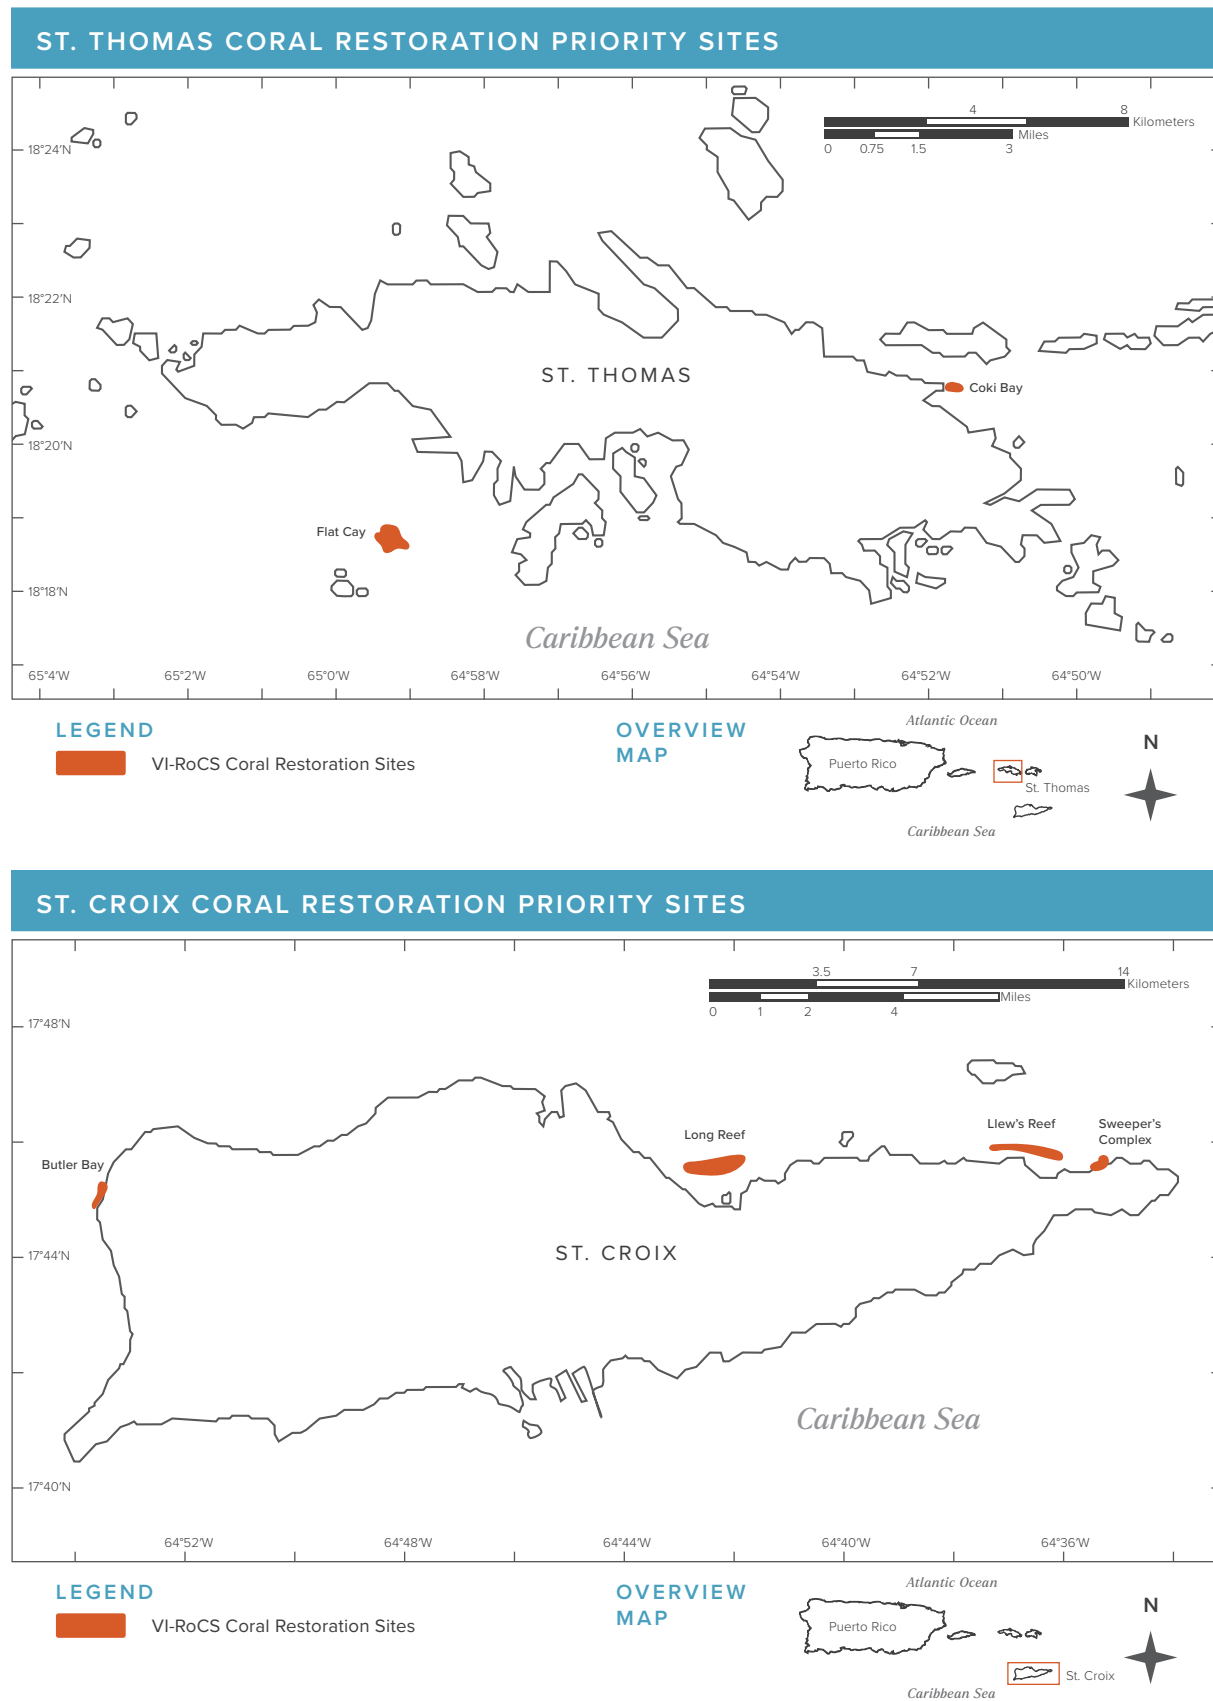 ST. THOMAS CORAL RESTORATION PRIORITY SITES
4 8
Kilometers
Miles
0 0.75 1.5 3
18°24'N
18°22'N
ST. THOMAS
Coki Bay
18°20'N
Flat Cay
18°18'N
Caribbean Sea
65°4'W 65°2'W 65°0'W 64°58'W 64°56'W 64°54'W 64°52'W 64°50'W
LEGEND
VI-RoCS Coral Restoration Sites
OVERVIEW
MAP
Atlantic Ocean
Puerto Rico
St. Thomas
Caribbean Sea
N
ST. CROIX CORAL RESTORATION PRIORITY SITES
3.5 7 14
Kilometers
Miles
0 1 2 4
17°48'N
Llew's Reef
Sweeper's
Complex
Long Reef
Butler Bay
17°44'N
ST. CROIX
Caribbean Sea
17°40'N
64°52'W 64°48'W 64°44'W 64°40'W 64°36'W
LEGEND
VI-RoCS Coral Restoration Sites
OVERVIEW
MAP
Atlantic Ocean
Puerto Rico
St. Croix
Caribbean Sea
N